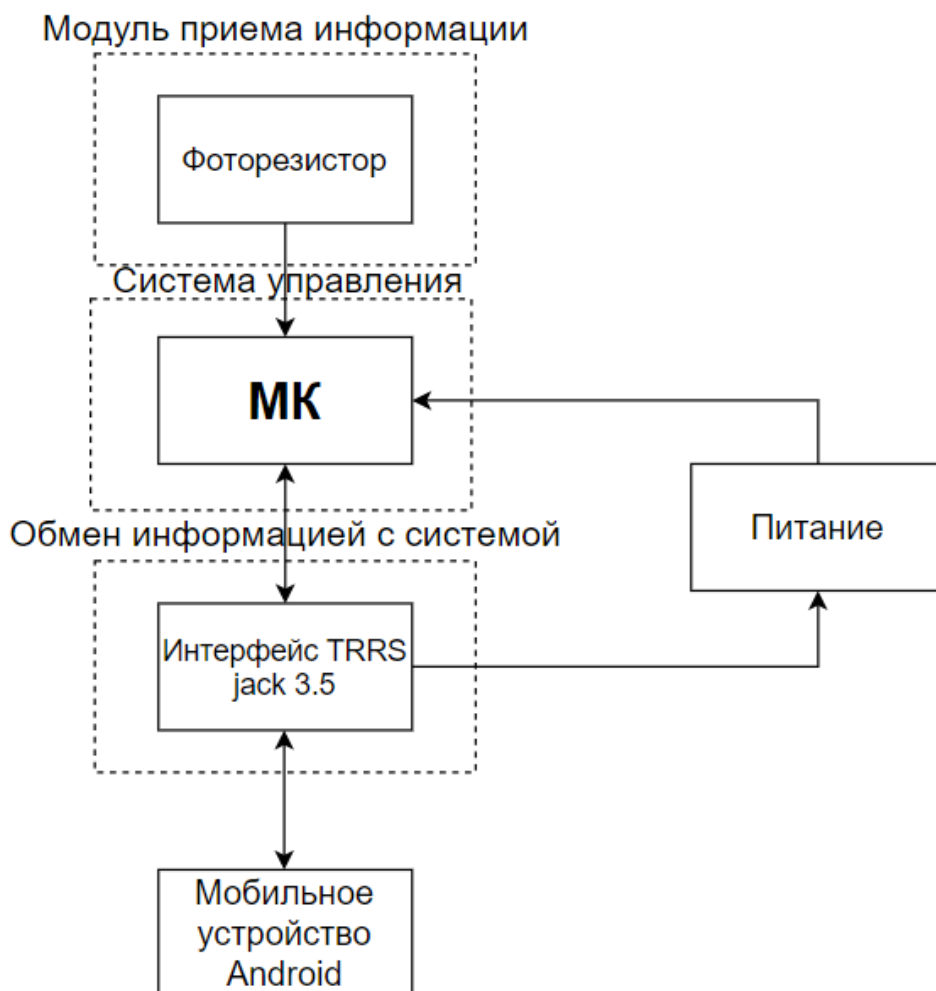 Модуль приема информации
Фоторезистор
Система управления
МК
Обмен информацией с системой
Питание
Интерфейс TRRS
jack 3.5
Мобильное
устройство
Android